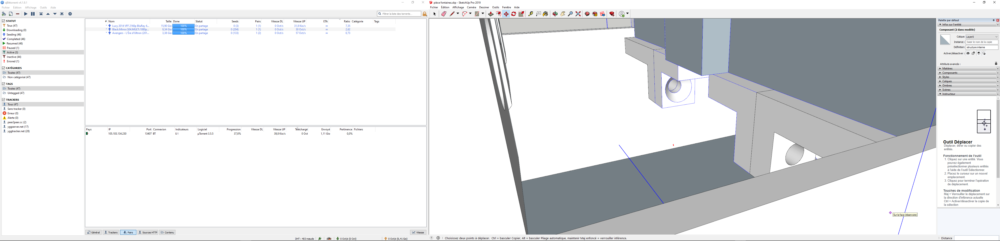 qBittorrent v4.1.9.1
Fichier Édition Affichage Outils Aide
Filtrer la liste des torrents...
STATUT
Tous (47)
Downloading (0)
Seeding (46)
Completed (46)
Resumed (46)
Paused (1)
Active (3)
Inactive (44)
Errored (1)
CATÉGORIES
Toutes (47)
Non catégorisé (47)
TAGS
Toutes (47)
Untagged (47)
TRACKERS
Tous (47)
Sans tracker (0)
Erreur (0)
Alerte (0)
peer2peer.cc (2)
yggserver.net (17)
yggtracker.net (28)
# Nom Taille Done Statut Seeds Pairs Vitesse DL Vitesse UP ETA Ratio Catégorie Tags
* Lucy 2014 VFF 2160p BluRay 4... 15,90 Gio 100% En partage 0 (3) 1 (1) 0 Oct/s 31,8 Kio/s ∞ 7,35
* Black.Mirror.S04.MULTi.1080p... 9,34 Gio 100% En partage 0 (204) 1 (1) 0 Oct/s 30 Oct/s ∞ 2,62
* Avengers - L'Ère d'Ultron (201... 3,38 Gio 100% En partage 0 (133) 1 (2) 0 Oct/s 57 Oct/s ∞ 0,73
Pays IP Port Connexion Indicateurs Logiciel Progression Vitesse DL Vitesse UP Téléchargé Envoyé Pertinence Fichiers
105.103.134.230 13407 BT U I µTorrent 3.5.5 37,8% 39,8 Kio/s 0 Oct 1,11 Gio 0,0%
Général Trackers Pairs Sources HTTP Contenu Vitesse
DHT : 403 nœuds 0 Oct/s (0 Oct) 0 Oct/s (6,41 Gio)
pièce fontaines.skp - SketchUp Pro 2019
Fichier Édition Affichage Caméra Dessiner Outils Fenêtre Aide
Sur la face (réservoire)
Palette par défaut
Infos sur l'entité
Composant (2 dans modèle)
Calque: Layer0
Instance : Saisir le nom de la copie
Définition: structure interne
Activer/désactiver :
Attributs avancés :
Matières
Composants
Styles
Calques
Ombres
Scènes
Instructeur
Outil Déplacer
Déplacer, étirer ou copier des
entités.
Fonctionnement de l'outil
1. Cliquez sur une entité. Vous
pouvez également
présélectionner plusieurs entités
à l'aide de l'outil Sélectionner.
2. Placez le curseur sur un nouvel
emplacement.
3. Cliquez pour terminer l'opération
de déplacement.
Touches de modification
Maj = Verrouiller le déplacement sur
la direction d'inférence actuelle
Ctrl = Activer/désactiver la copie de
la sélection
Choisissez deux points à déplacer. Ctrl = basculer Copier, Alt = basculer Pliage automatique, maintenir Maj enfoncé = verrouiller inférence.
Distance